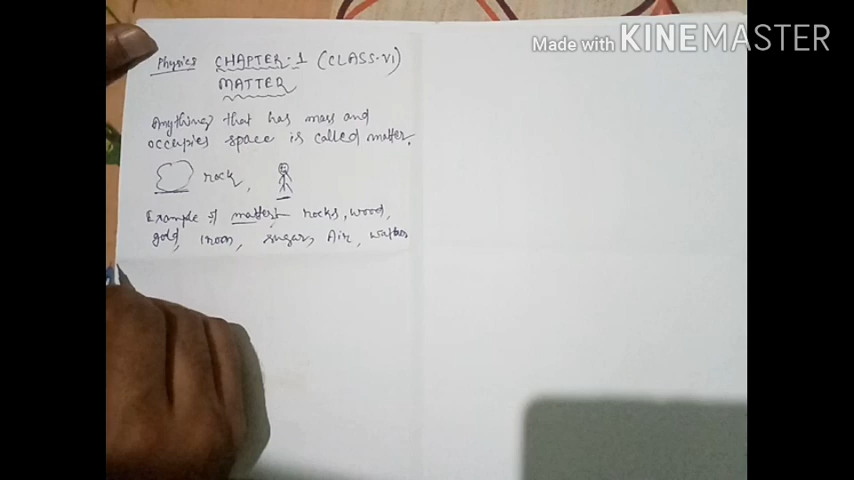 Made with KINEMASTER
Physics CHAPTER-1 (CLASS-VI)
MATTER
Anything that has mass and
occupies space is called matter.
rock,
Example of matter:- rocks, wood,
gold, Iron, sugar, Air, water